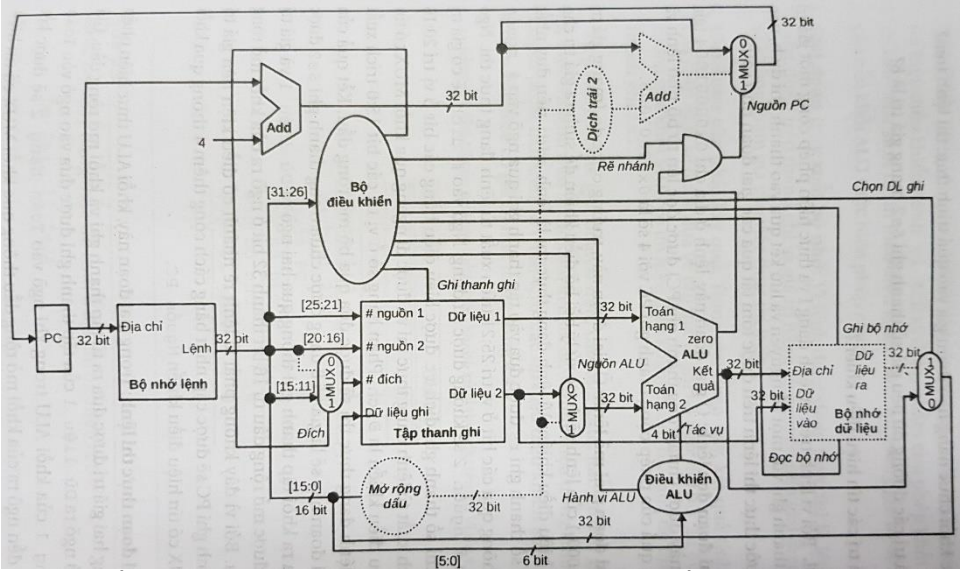 32 bit
0
MUX
1
Add
32 bit
Add
Dịch trái 2
4
Nguồn PC
Rẽ nhánh
[31:26]
Bộ
điều khiển
Chọn DL ghi
Ghi thanh ghi
[25:21]
# nguồn 1
Dữ liệu 1
32 bit
Toán
hạng 1
zero
ALU
Kết
quả
PC
32 bit
Địa chỉ
Lệnh
32 bit
Bộ nhớ lệnh
[20:16]
# nguồn 2
Nguồn ALU
Ghi bộ nhớ
32 bit
Địa chỉ
Dữ
liệu
ra
32 bit
1
MUX
0
[15:11]
0
MUX
1
# đích
Dữ liệu 2
0
MUX
1
32 bit
Toán
hạng 2
32 bit
Dữ
liệu
vào
Bộ nhớ
dữ liệu
Đích
Dữ liệu ghi
Tập thanh ghi
4 bit
Tác vụ
Đọc bộ nhớ
[15:0]
16 bit
Mở rộng
dấu
32 bit
Hành vi ALU
Điều khiển
ALU
32 bit
[5:0]
6 bit